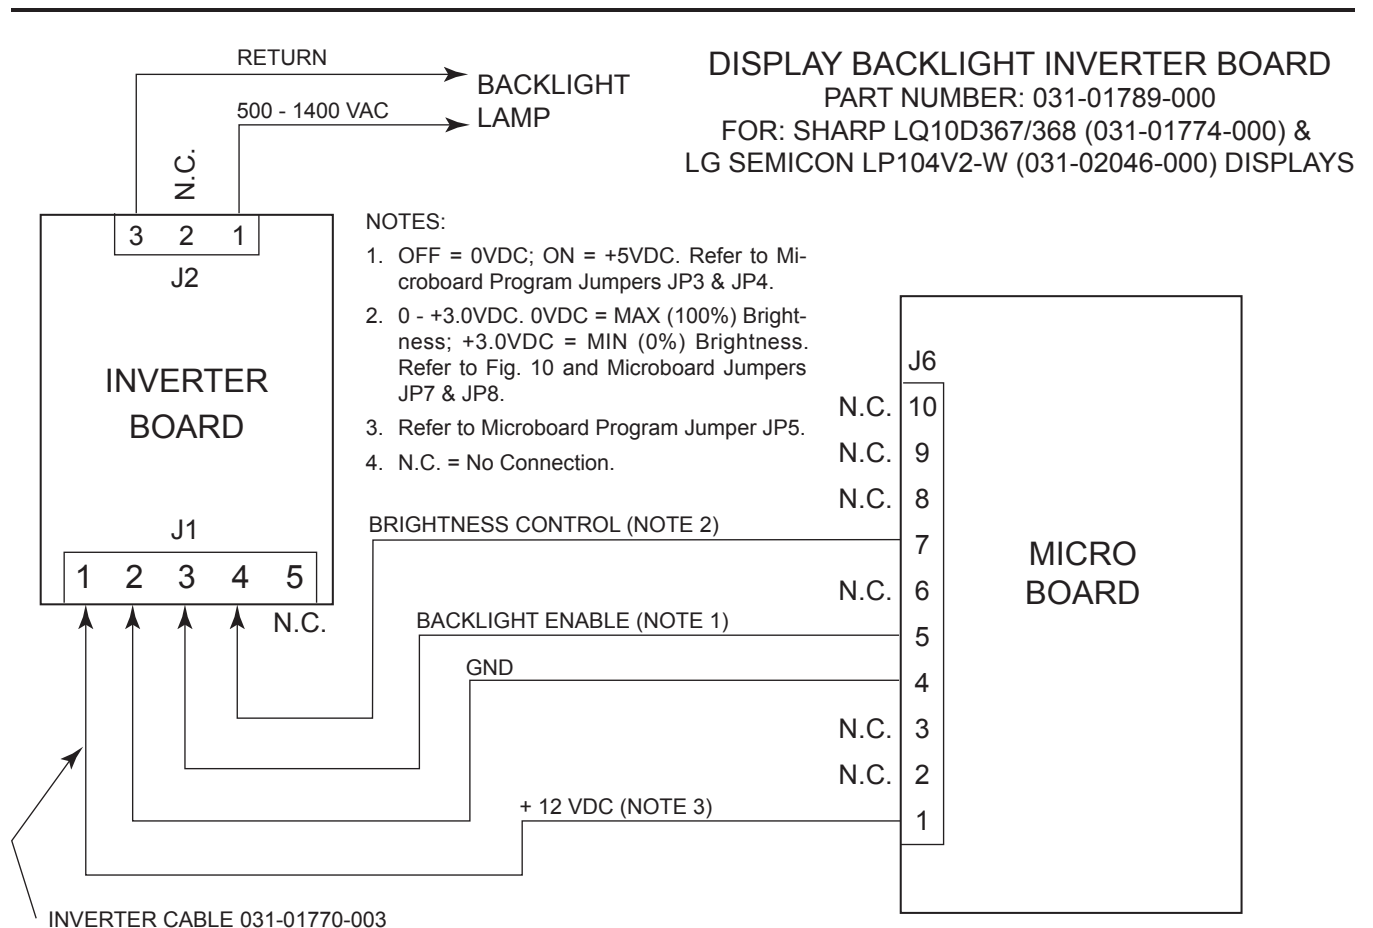 RETURN
500 - 1400 VAC
BACKLIGHT
LAMP
DISPLAY BACKLIGHT INVERTER BOARD
PART NUMBER: 031-01789-000
FOR: SHARP LQ10D367/368 (031-01774-000) &
LG SEMICON LP104V2-W (031-02046-000) DISPLAYS
N.C.
3 2 1
J2
INVERTER
BOARD
J1
1 2 3 4 5
N.C.
NOTES:
1. OFF = 0VDC; ON = +5VDC. Refer to Mi-
croboard Program Jumpers JP3 & JP4.
2. 0 - +3.0VDC. 0VDC = MAX (100%) Bright-
ness; +3.0VDC = MIN (0%) Brightness.
Refer to Fig. 10 and Microboard Jumpers
JP7 & JP8.
3. Refer to Microboard Program Jumper JP5.
4. N.C. = No Connection.
J6
N.C. 10
N.C. 9
N.C. 8
BRIGHTNESS CONTROL (NOTE 2)
7
N.C. 6
BACKLIGHT ENABLE (NOTE 1)
5
GND
4
N.C. 3
N.C. 2
+ 12 VDC (NOTE 3)
1
MICRO
BOARD
INVERTER CABLE 031-01770-003